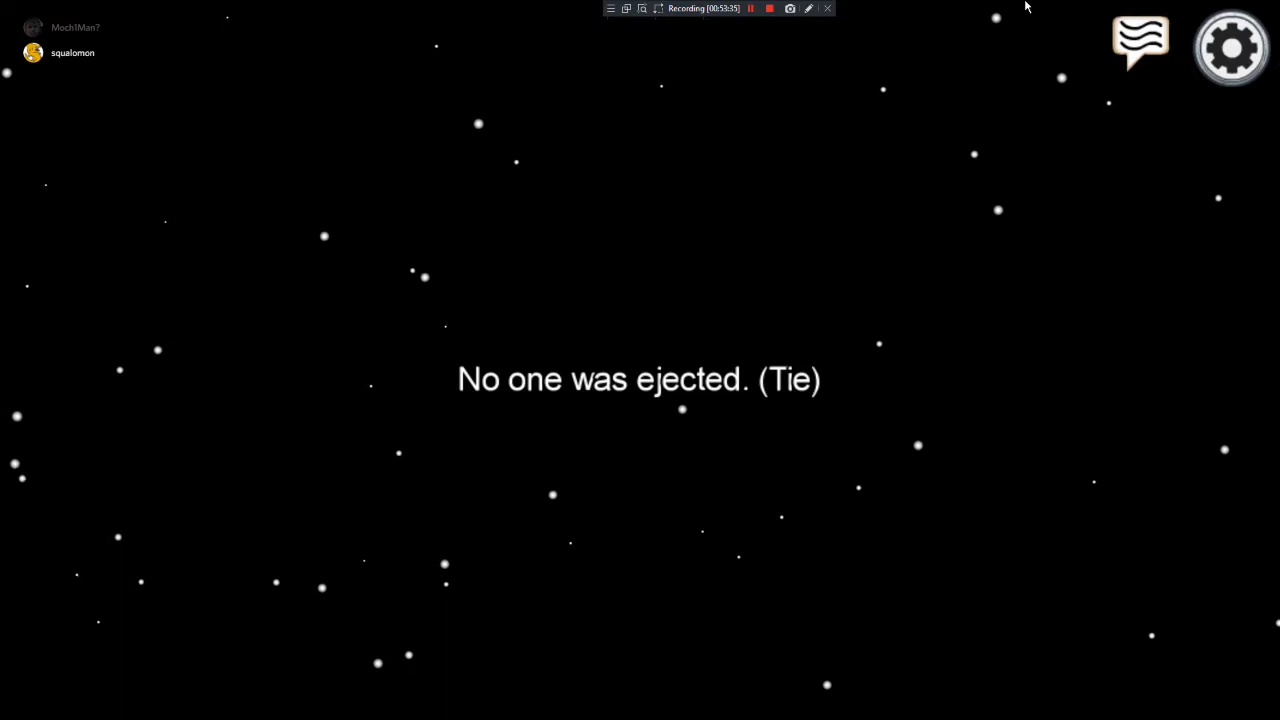 Recording [00:53:35]
Moch1Man?
squalomon
No one was ejected. (Tie)